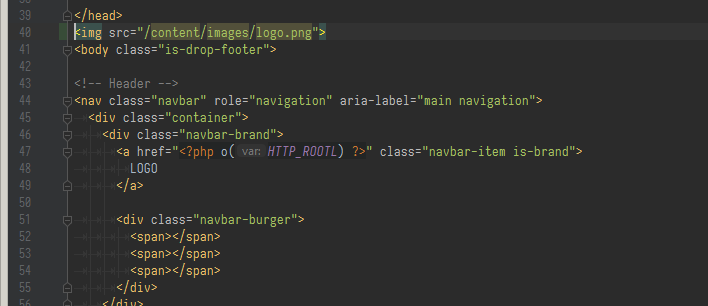 39 </head>
40 <img src="/content/images/logo.png">
41 <body class="is-drop-footer">
42
43 <!-- Header -->
44 <nav class="navbar" role="navigation" aria-label="main navigation">
45 <div class="container">
46 <div class="navbar-brand">
47 <a href="<?php o( var: HTTP_ROOTL) ?>" class="navbar-item is-brand">
48 LOGO
49 </a>
50
51 <div class="navbar-burger">
52 <span></span>
53 <span></span>
54 <span></span>
55 </div>
56 </div>